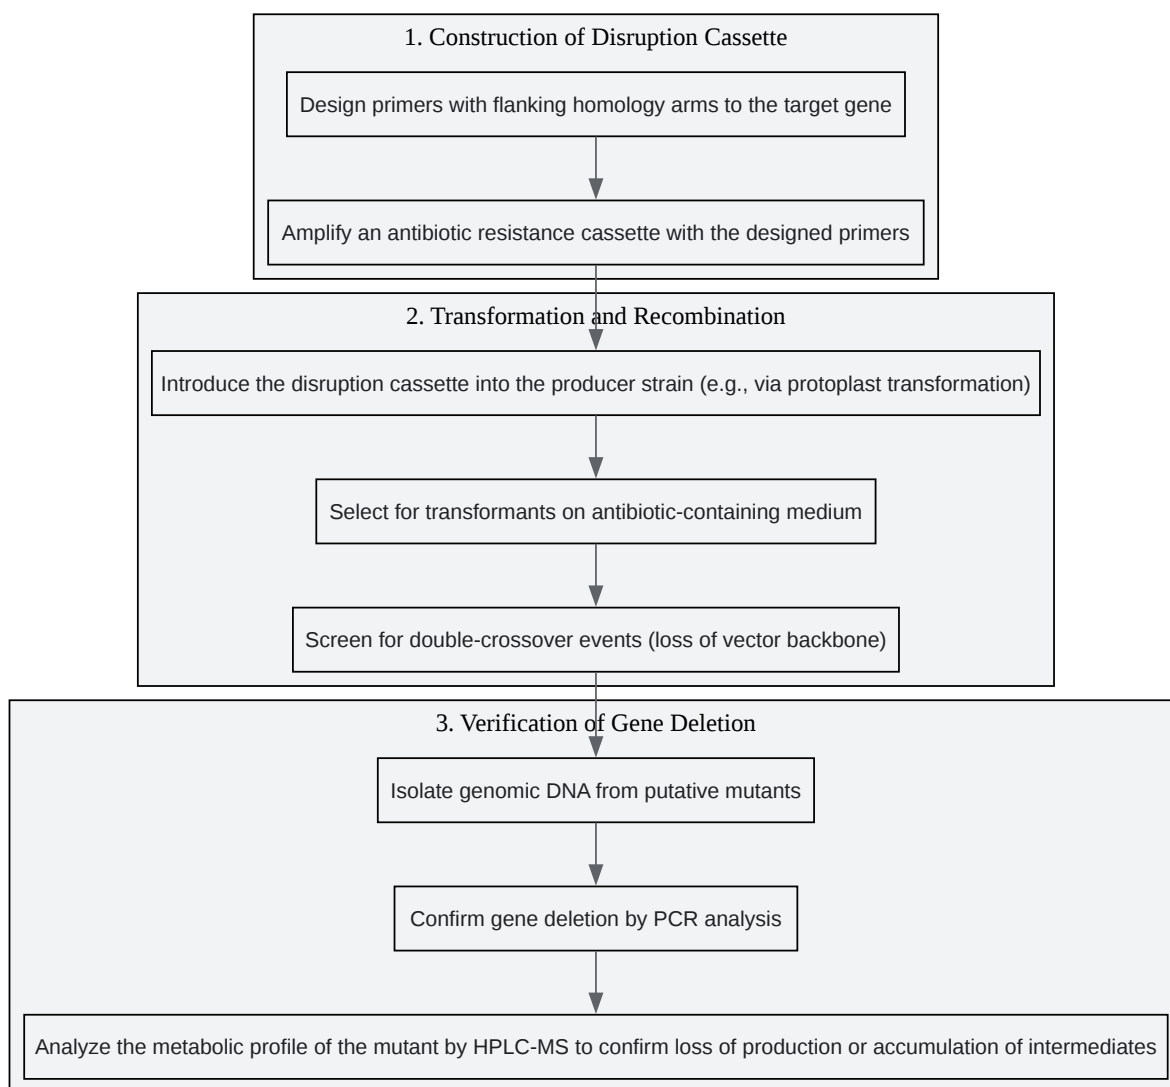 1. Construction of Disruption Cassette
Design primers with flanking homology arms to the target gene
Amplify an antibiotic resistance cassette with the designed primers
2. Transformation and Recombination
Introduce the disruption cassette into the producer strain (e.g., via protoplast transformation)
Select for transformants on antibiotic-containing medium
Screen for double-crossover events (loss of vector backbone)
3. Verification of Gene Deletion
Isolate genomic DNA from putative mutants
Confirm gene deletion by PCR analysis
Analyze the metabolic profile of the mutant by HPLC-MS to confirm loss of production or accumulation of intermediates